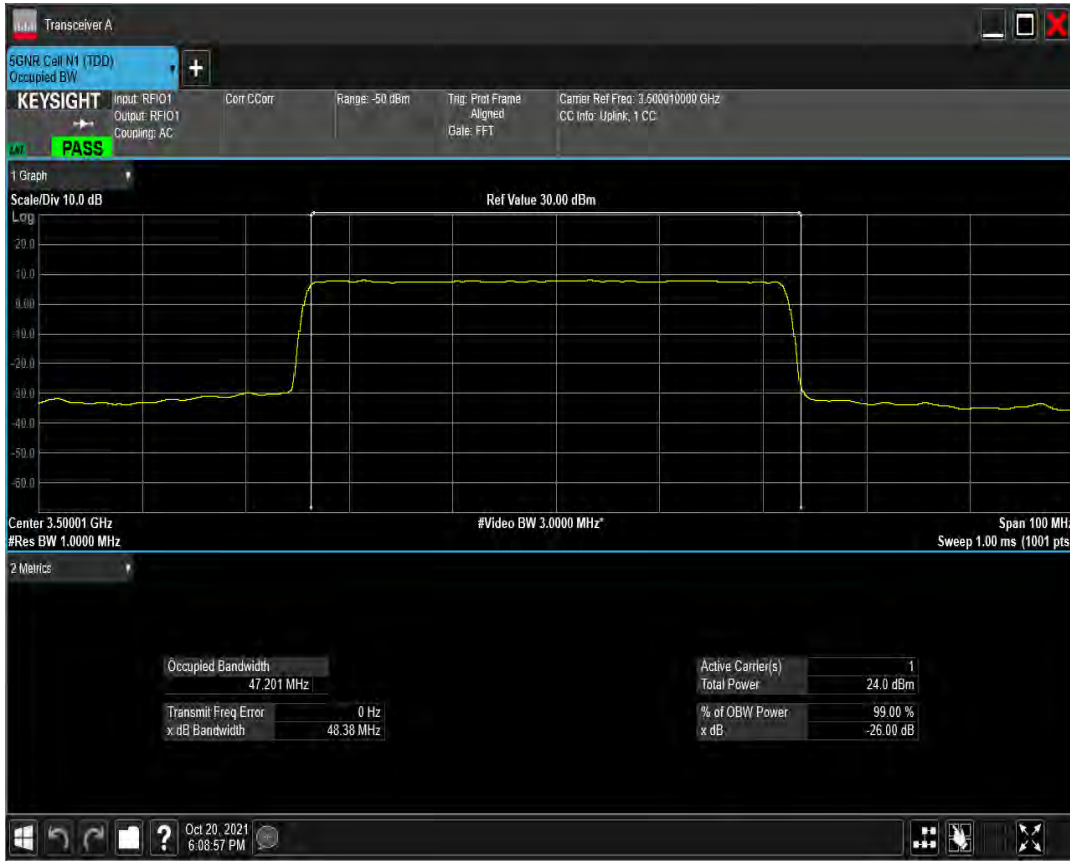 Transceiver A
5GNR Cell N1 (TDD)
Occupied BW
+
KEYSIGHT
Input: RFIO1
Output: RFIO1
Coupling: AC
PASS
Corr CCorr
Range: -50 dBm
Trig: Prot Frame
Aligned
Gate: FFT
Carrier Ref Freq: 3.500010000 GHz
CC Info: Uplink, 1 CC
1 Graph
Scale/Div 10.0 dB
Ref Value 30.00 dBm
Log
20.0
10.0
0.00
-10.0
-20.0
-30.0
-40.0
-50.0
-60.0
Center 3.50001 GHz
#Video BW 3.0000 MHz*
Span 100 MHz
#Res BW 1.0000 MHz
Sweep 1.00 ms (1001 pts
2 Metrics
Occupied Bandwidth
47.201 MHz
Transmit Freq Error 0 Hz
x dB Bandwidth 48.38 MHz
Active Carrier(s) 1
Total Power 24.0 dBm
% of OBW Power 99.00 %
x dB -26.00 dB
?
Oct 20, 2021
6:08:57 PM